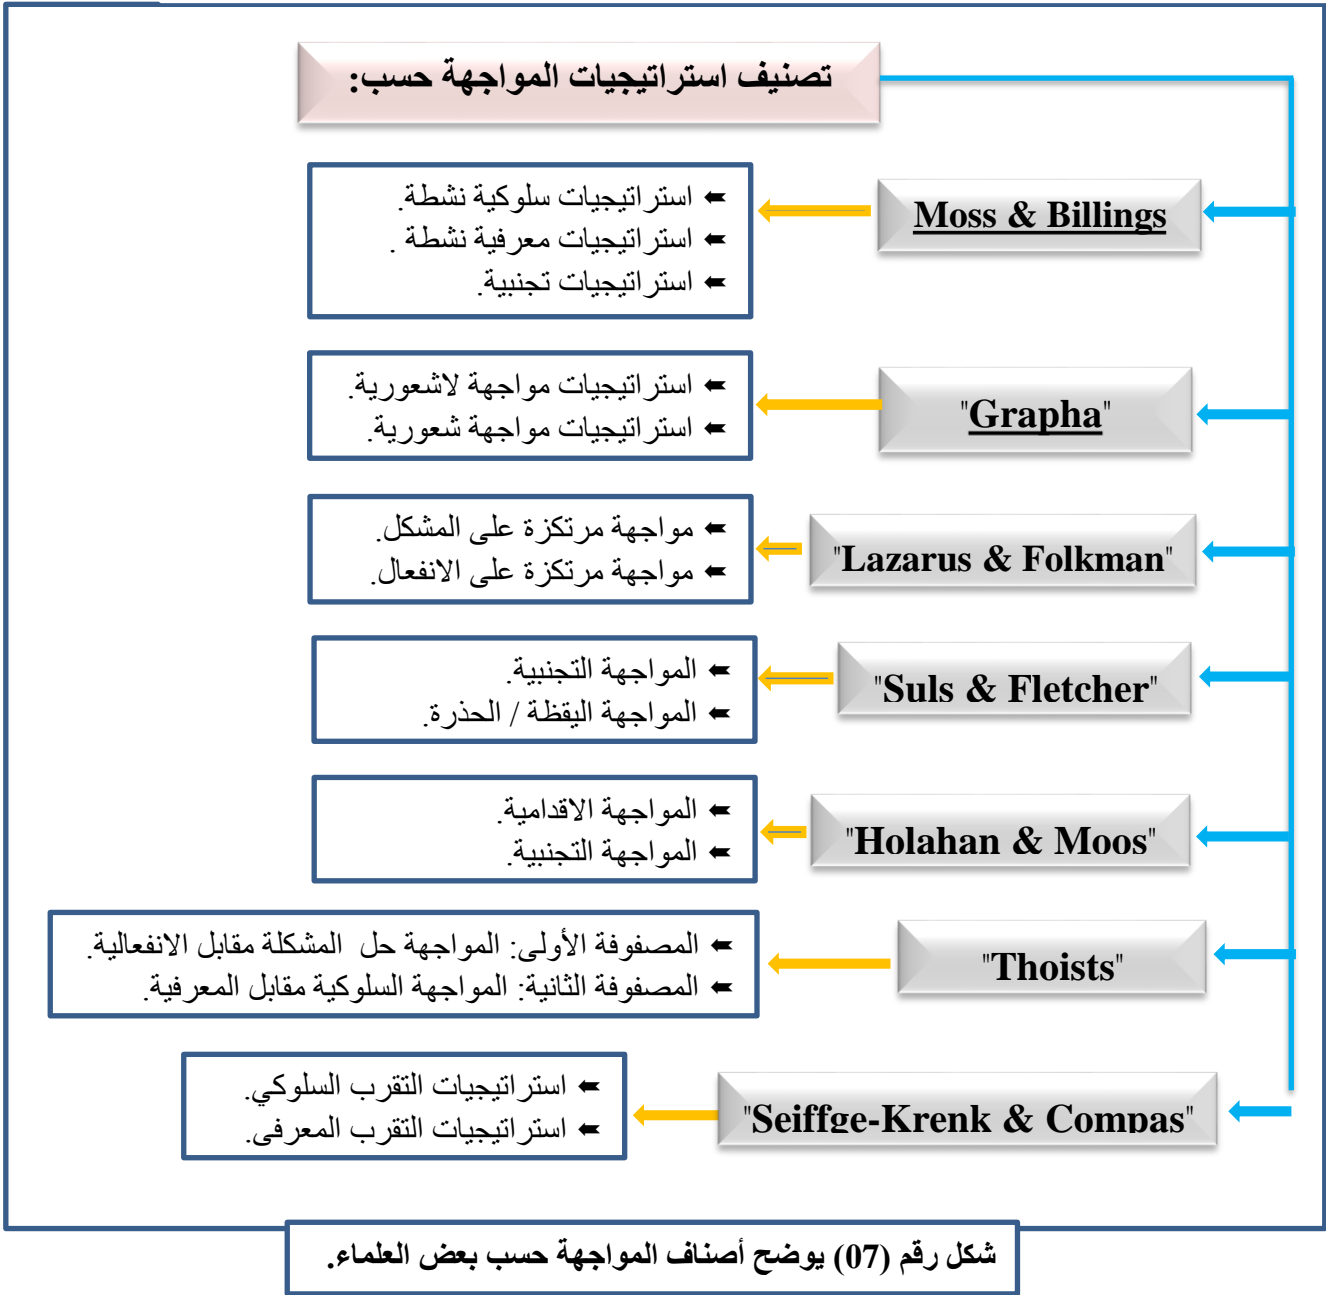 تصنيف استراتيجيات المواجهة حسب:
Moss & Billings
استراتيجيات سلوكية نشطة.
استراتيجيات معرفية نشطة .
استراتيجيات تجنبية.
"Grapha"
استراتيجيات مواجهة لاشعورية.
استراتيجيات مواجهة شعورية.
"Lazarus & Folkman"
مواجهة مرتكزة على المشكل.
مواجهة مرتكزة على الانفعال.
"Suls & Fletcher"
المواجهة التجنبية.
المواجهة اليقظة / الحذرة.
"Holahan & Moos"
المواجهة الاقدامية.
المواجهة التجنبية.
"Thoists"
المصفوفة الأولى: المواجهة حل المشكلة مقابل الانفعالية.
المصفوفة الثانية: المواجهة السلوكية مقابل المعرفية.
"Seiffge-Krenk & Compas"
استراتيجيات التقرب السلوكي.
استراتيجيات التقرب المعرفي.
شكل رقم (07) يوضح أصناف المواجهة حسب بعض العلماء.